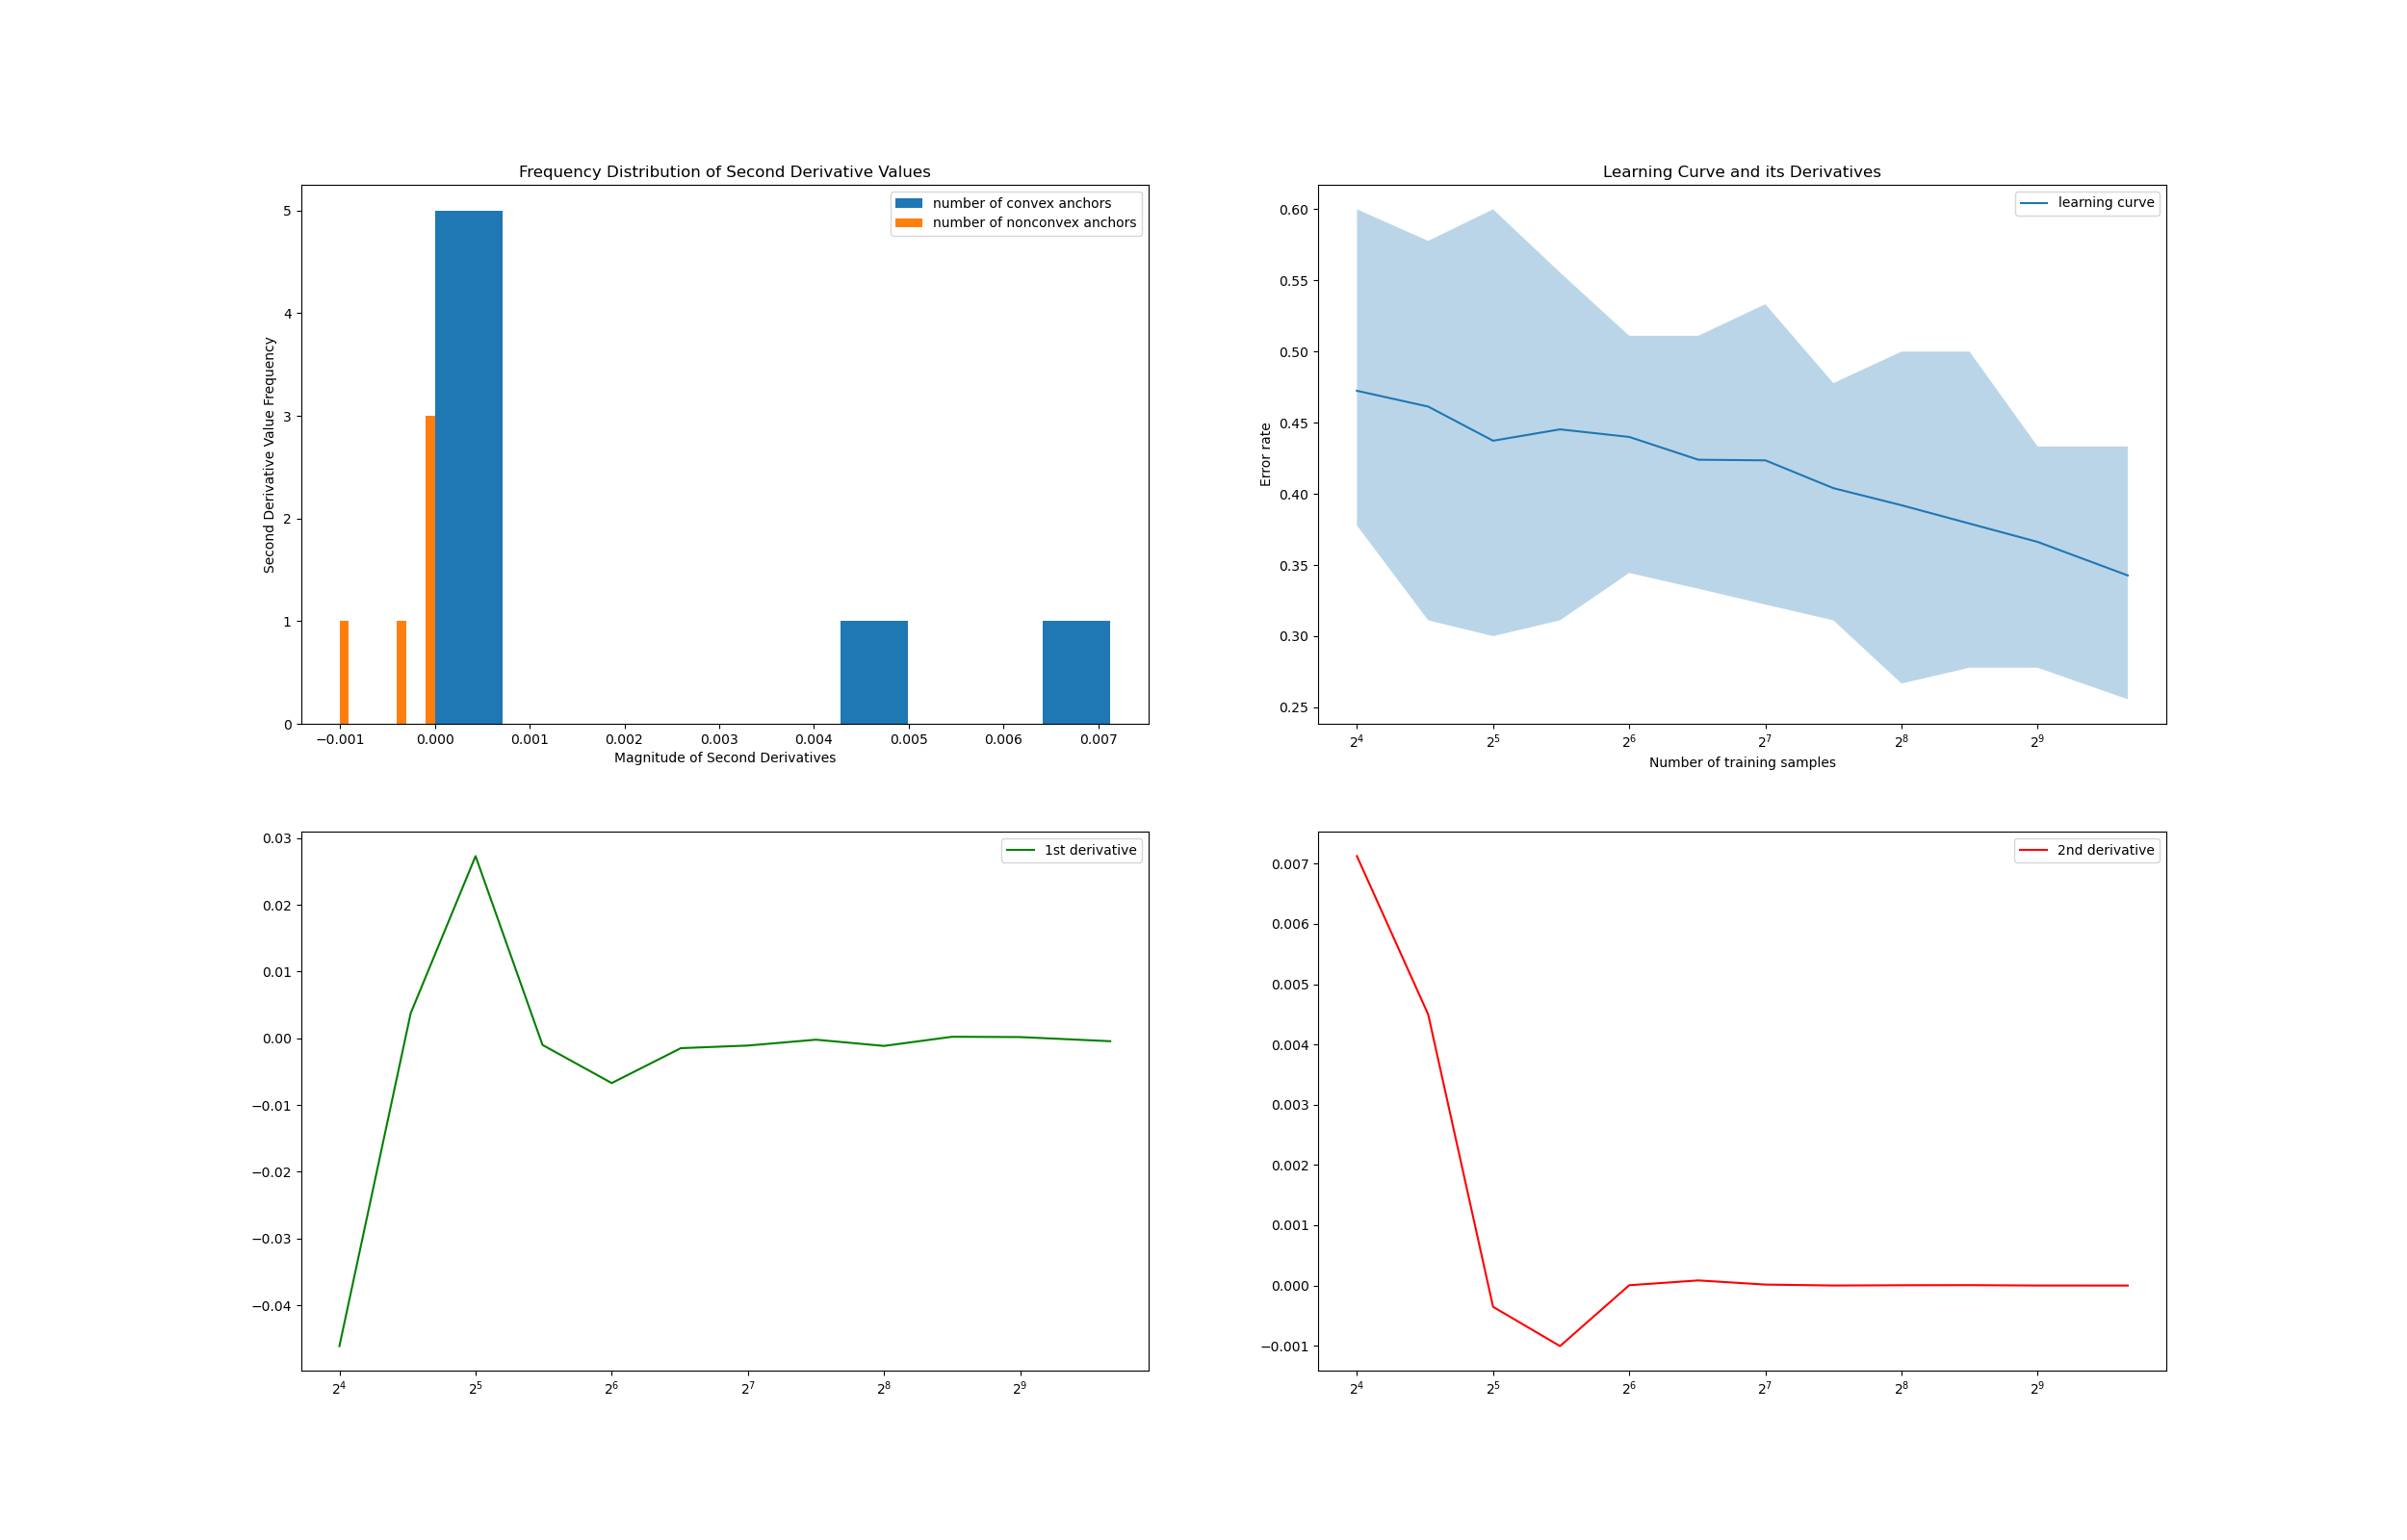 Frequency Distribution of Second Derivative Values
number of convex anchors
number of nonconvex anchors
Second Derivative Value Frequency
5
4
3
2
1
0
−0.001 0.000 0.001 0.002 0.003 0.004 0.005 0.006 0.007
Magnitude of Second Derivatives
Learning Curve and its Derivatives
learning curve
Error rate
0.60
0.55
0.50
0.45
0.40
0.35
0.30
0.25
2⁴ 2⁵ 2⁶ 2⁷ 2⁸ 2⁹
Number of training samples
1st derivative
0.03
0.02
0.01
0.00
−0.01
−0.02
−0.03
−0.04
2⁴ 2⁵ 2⁶ 2⁷ 2⁸ 2⁹
2nd derivative
0.007
0.006
0.005
0.004
0.003
0.002
0.001
0.000
−0.001
2⁴ 2⁵ 2⁶ 2⁷ 2⁸ 2⁹